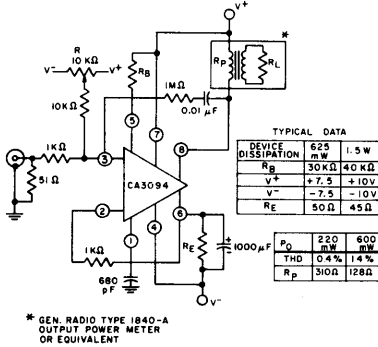 V+
*
R
10 KΩ
V-
V+
RB
RP
RL
1MΩ
0.01 µF
10KΩ
5
7
8
1KΩ
3
51Ω
CA3094
2
6
1
4
1KΩ
RE
1000µF
680
pF
V-
TYPICAL DATA
DEVICE DISSIPATION 625 mW 1.5 W
RB 30KΩ 40KΩ
V+ +7.5 +10V
V- -7.5 -10V
RE 50Ω 45Ω
PO 220 mW 600 mW
THD 0.4% 1.4%
RP 310Ω 128Ω
* GEN. RADIO TYPE 1840-A
OUTPUT POWER METER
OR EQUIVALENT